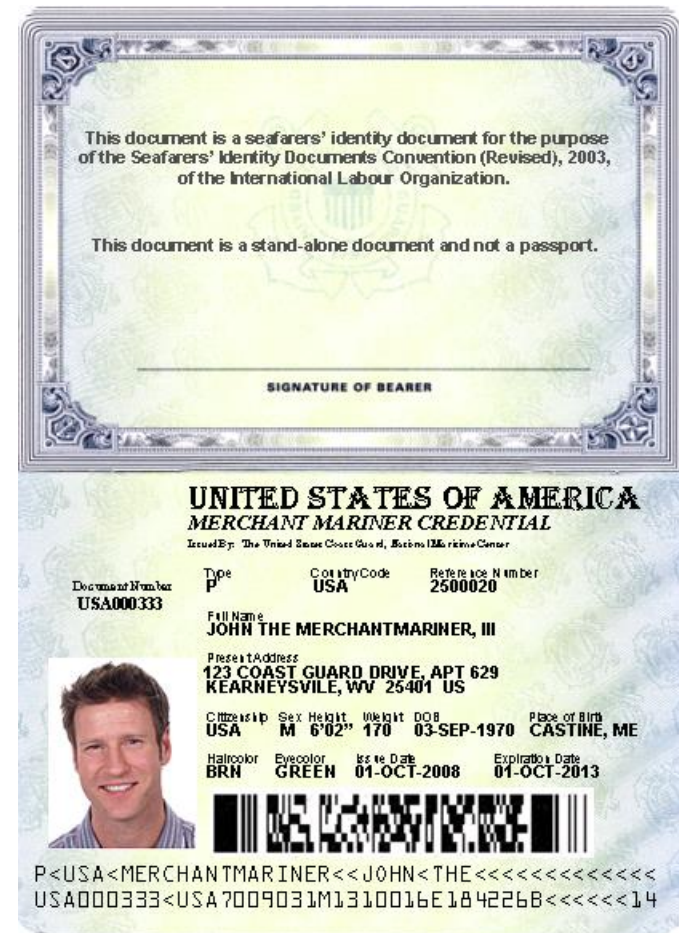 This document is a seafarers' identity document for the purpose
of the Seafarers' Identity Documents Convention (Revised), 2003,
of the International Labour Organization.
This document is a stand-alone document and not a passport.
SIGNATURE OF BEARER
UNITED STATES OF AMERICA
MERCHANT MARINER CREDENTIAL
Issued By: The United States Coast Guard, National Maritime Center
Type Country Code Reference Number
Document Number P USA 2500020
USA000333
Full Name
JOHN THE MERCHANTMARINER, III
Present Address
123 COAST GUARD DRIVE, APT 629
KEARNEYSVILE, WV 25401 US
Citizenship Sex Height Weight DOB Place of Birth
USA M 6'02" 170 03-SEP-1970 CASTINE, ME
Haircolor Eyecolor Issue Date Expiration Date
BRN GREEN 01-OCT-2008 01-OCT-2013
P<USA<MERCHANTMARINER<<JOHN<THE<<<<<<<<<<<<<
USA000333<USA7009031M1310016E184226B<<<<<<14